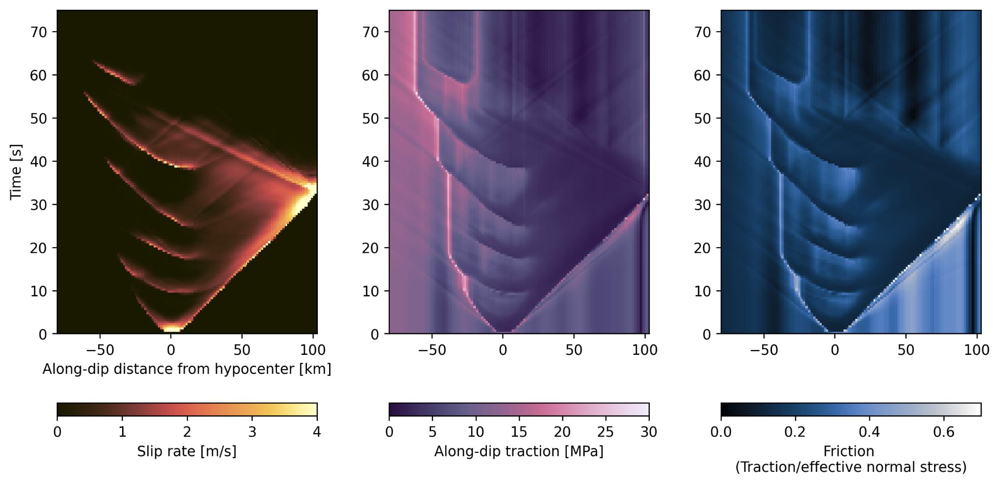 Time [s]
0 10 20 30 40 50 60 70
−50 0 50 100
Along-dip distance from hypocenter [km]
0 1 2 3 4
Slip rate [m/s]
0 10 20 30 40 50 60 70
−50 0 50 100
0 5 10 15 20 25 30
Along-dip traction [MPa]
0 10 20 30 40 50 60 70
−50 0 50 100
0.0 0.2 0.4 0.6
Friction
(Traction/effective normal stress)